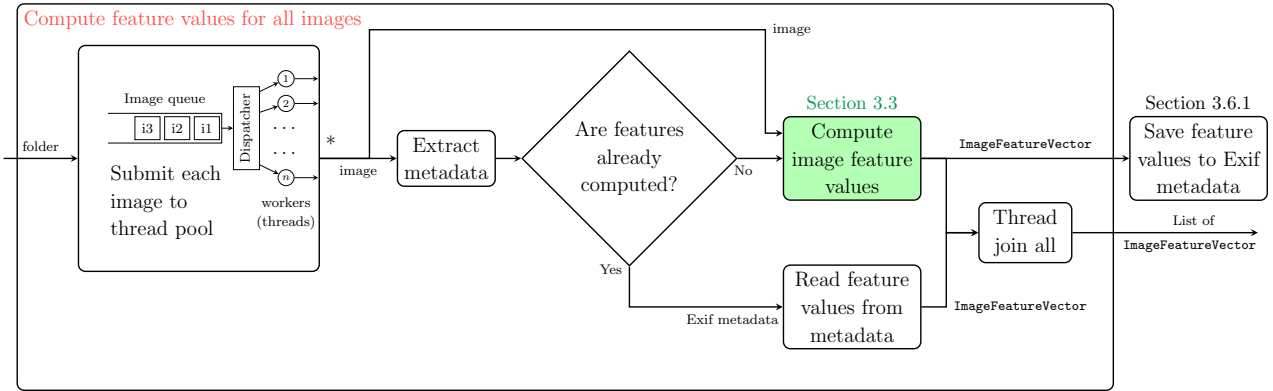 Compute feature values for all images
folder
Image queue
i3 i2 i1
Dispatcher
1
2
. . .
. . .
n
workers
(threads)
Submit each
image to
thread pool
*
image
image
Extract
metadata
Are features
already
computed?
No
Yes
Exif metadata
Section 3.3
Compute
image feature
values
Read feature
values from
metadata
ImageFeatureVector
ImageFeatureVector
Thread
join all
Section 3.6.1
Save feature
values to Exif
metadata
List of
ImageFeatureVector